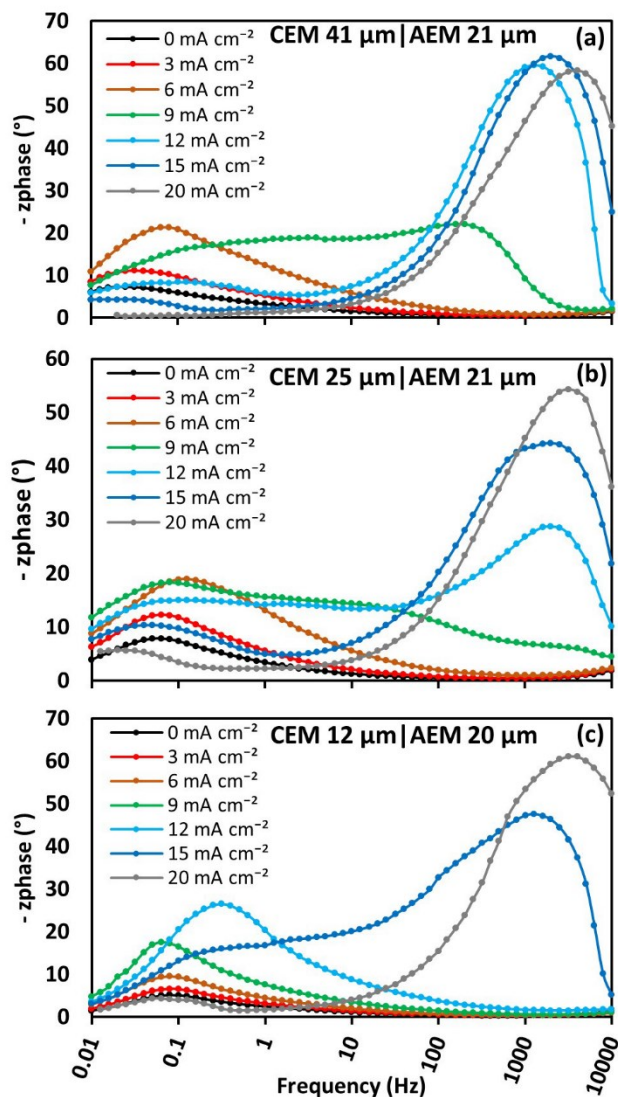 CEM 41 µm|AEM 21 µm (a)
0 mA cm⁻²
3 mA cm⁻²
6 mA cm⁻²
9 mA cm⁻²
12 mA cm⁻²
15 mA cm⁻²
20 mA cm⁻²
70
60
50
40
30
20
10
0
- zphase (°)
CEM 25 µm|AEM 21 µm (b)
0 mA cm⁻²
3 mA cm⁻²
6 mA cm⁻²
9 mA cm⁻²
12 mA cm⁻²
15 mA cm⁻²
20 mA cm⁻²
60
50
40
30
20
10
0
- zphase (°)
CEM 12 µm|AEM 20 µm (c)
0 mA cm⁻²
3 mA cm⁻²
6 mA cm⁻²
9 mA cm⁻²
12 mA cm⁻²
15 mA cm⁻²
20 mA cm⁻²
70
60
50
40
30
20
10
0
- zphase (°)
0.01 0.1 1 10 100 1000 10000
Frequency (Hz)